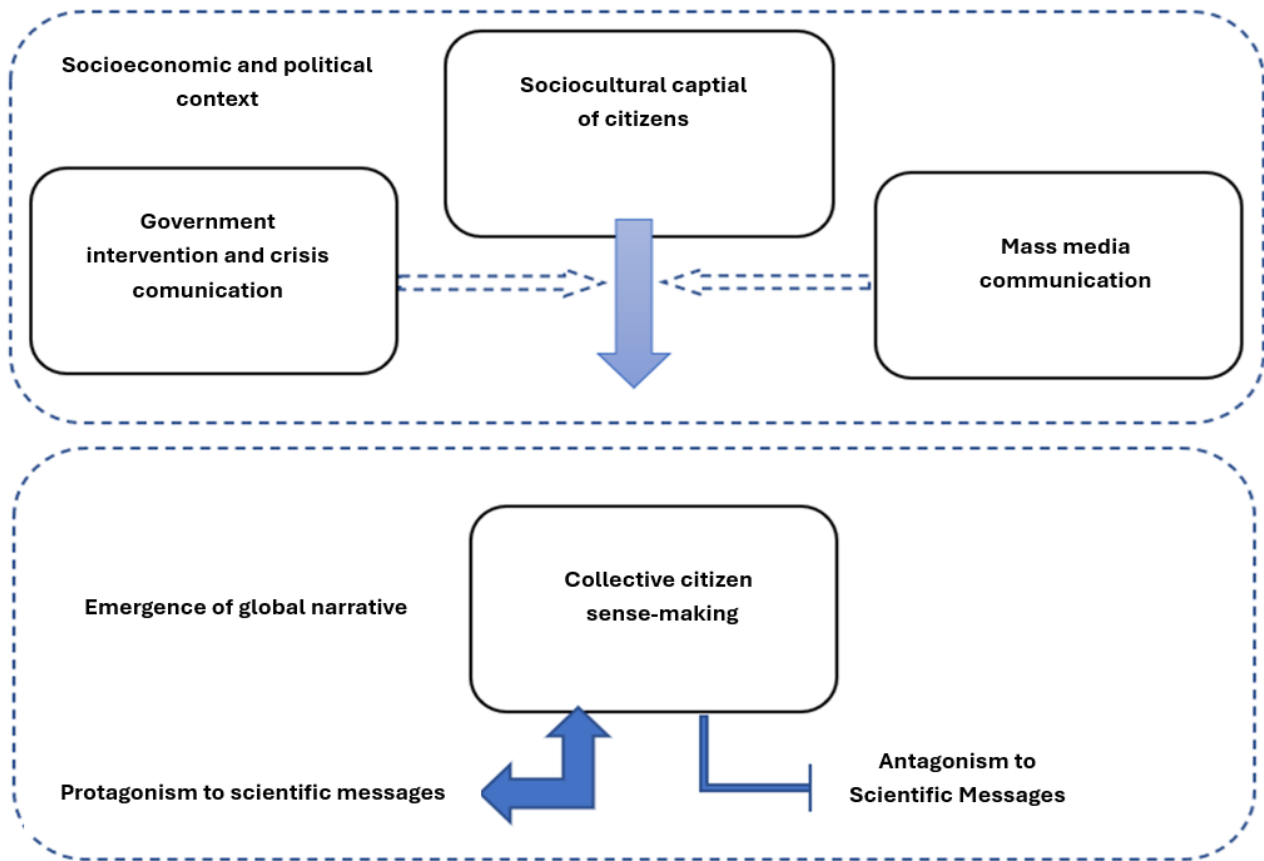 Socioeconomic and political
context
Sociocultural captial
of citizens
Government
intervention and crisis
comunication
Mass media
communication
Emergence of global narrative
Collective citizen
sense-making
Protagonism to scientific messages
Antagonism to
Scientific Messages